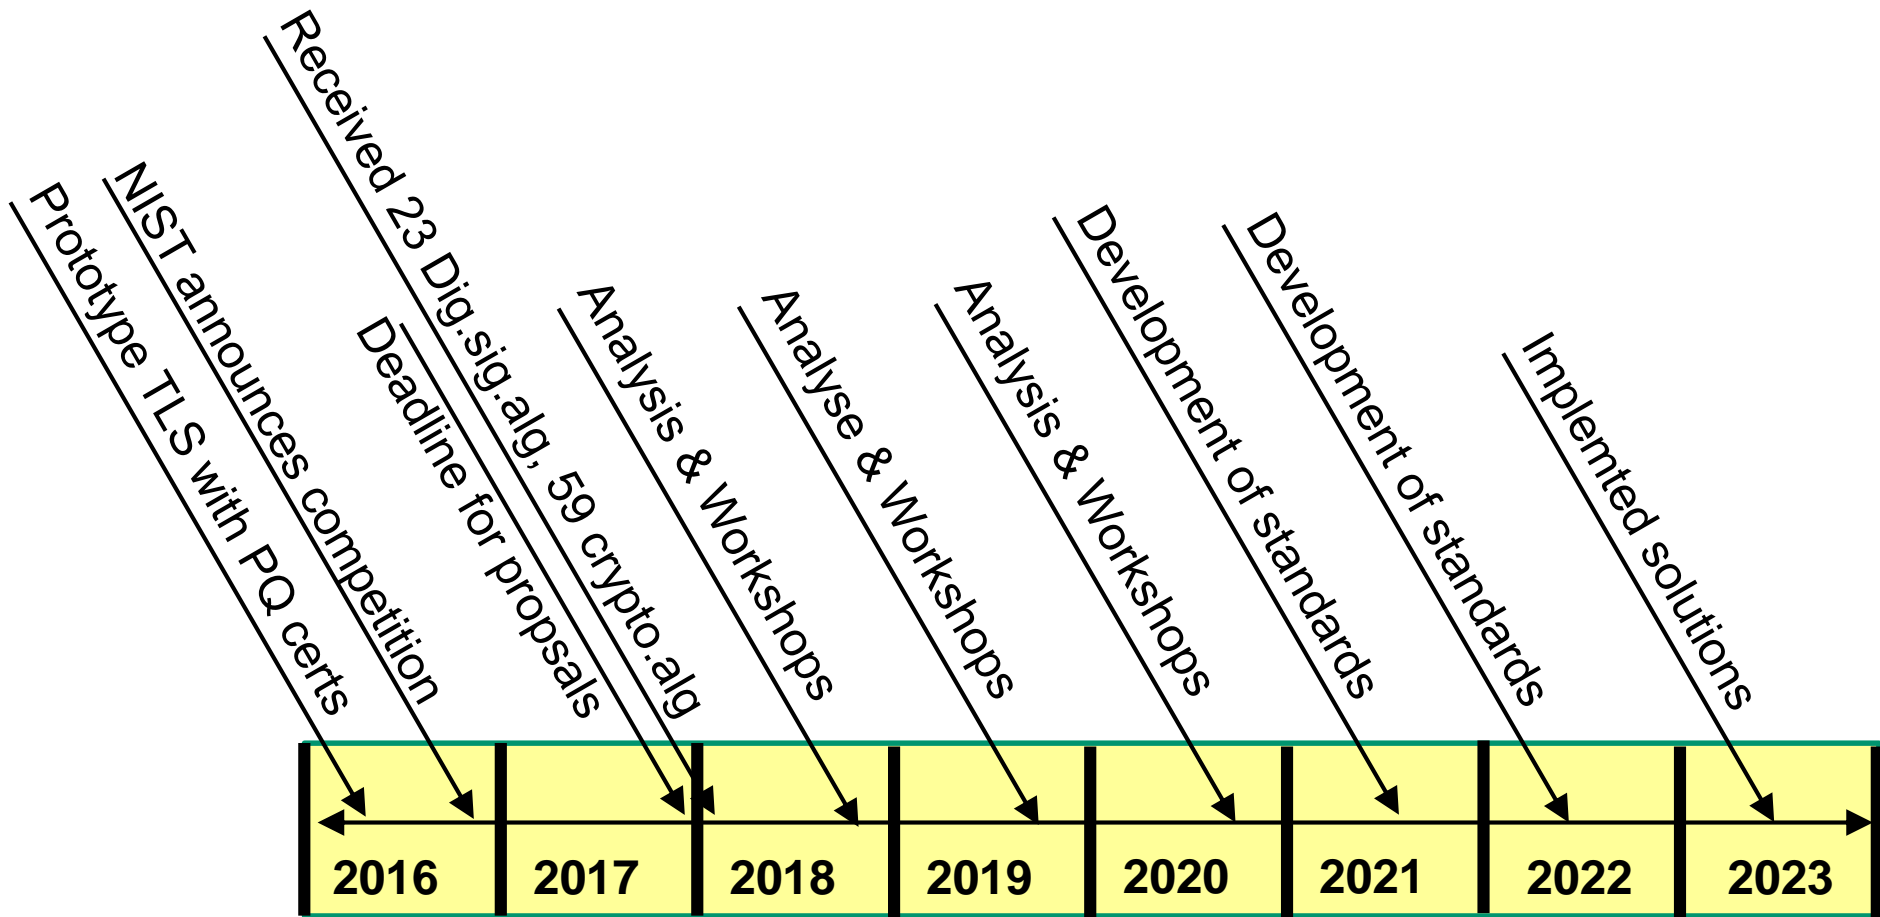 Prototype TLS with PQ certs
NIST announces competition
Received 23 Dig.sig.alg, 59 crypto.alg
Deadline for propsals
Analysis & Workshops
Analyse & Workshops
Analysis & Workshops
Development of standards
Development of standards
Implemted solutions
2016 2017 2018 2019 2020 2021 2022 2023